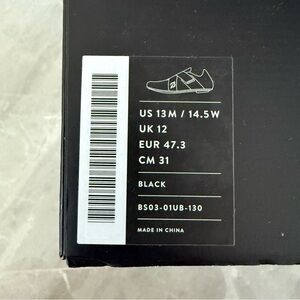 US 13M / 14.5W
UK 12
EUR 47.3
CM 31
BLACK
BS03-01UB-130
MADE IN CHINA